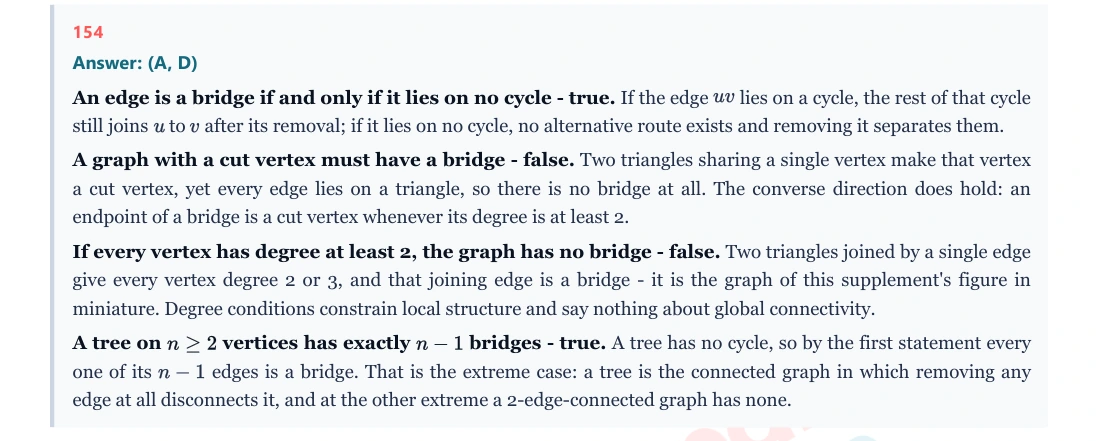 154
Answer: (A, D)
An edge is a bridge if and only if it lies on no cycle - true. If the edge uv lies on a cycle, the rest of that cycle
still joins u to v after its removal; if it lies on no cycle, no alternative route exists and removing it separates them.
A graph with a cut vertex must have a bridge - false. Two triangles sharing a single vertex make that vertex
a cut vertex, yet every edge lies on a triangle, so there is no bridge at all. The converse direction does hold: an
endpoint of a bridge is a cut vertex whenever its degree is at least 2.
If every vertex has degree at least 2, the graph has no bridge - false. Two triangles joined by a single edge
give every vertex degree 2 or 3, and that joining edge is a bridge - it is the graph of this supplement's figure in
miniature. Degree conditions constrain local structure and say nothing about global connectivity.
A tree on n ≥ 2 vertices has exactly n − 1 bridges - true. A tree has no cycle, so by the first statement every
one of its n − 1 edges is a bridge. That is the extreme case: a tree is the connected graph in which removing any
edge at all disconnects it, and at the other extreme a 2-edge-connected graph has none.